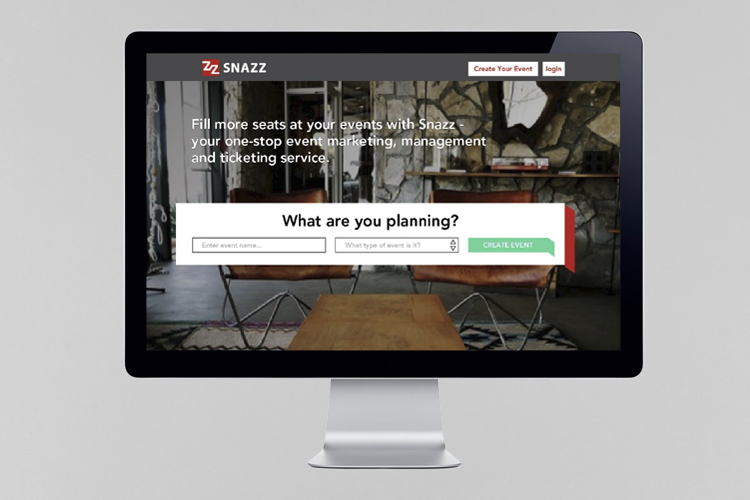 ZZ SNAZZ
Create Your Event
login
Fill more seats at your events with Snazz -
your one-stop event marketing, management
and ticketing service.
What are you planning?
Enter event name...
What type of event is it?
CREATE EVENT